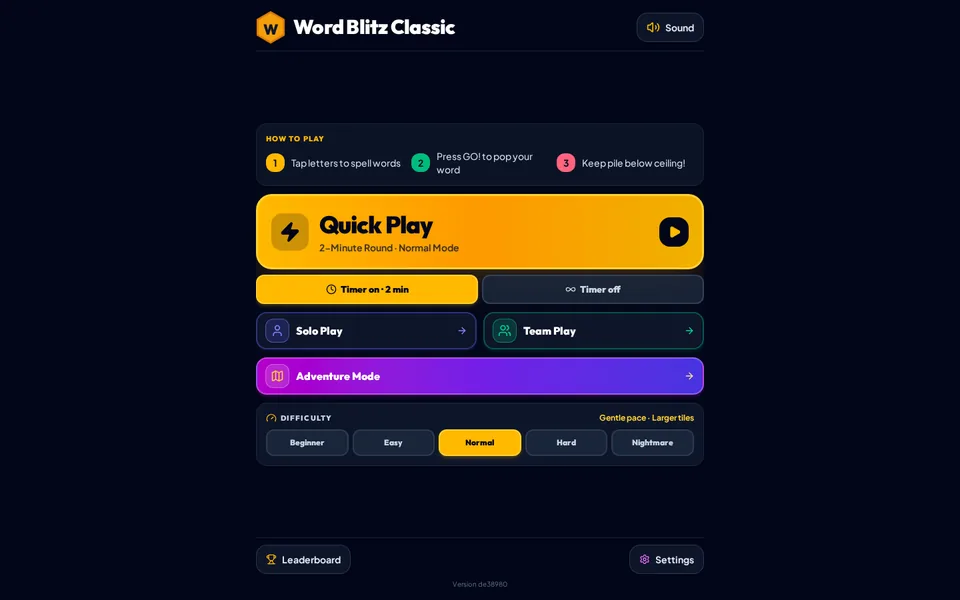 W
Word Blitz Classic
Sound
HOW TO PLAY
1 Tap letters to spell words
2 Press GO! to pop your
word
3 Keep pile below ceiling!
Quick Play
2-Minute Round · Normal Mode
Timer on · 2 min
Timer off
Solo Play
Team Play
Adventure Mode
DIFFICULTY
Gentle pace · Larger tiles
Beginner
Easy
Normal
Hard
Nightmare
Leaderboard
Settings
Version de38980